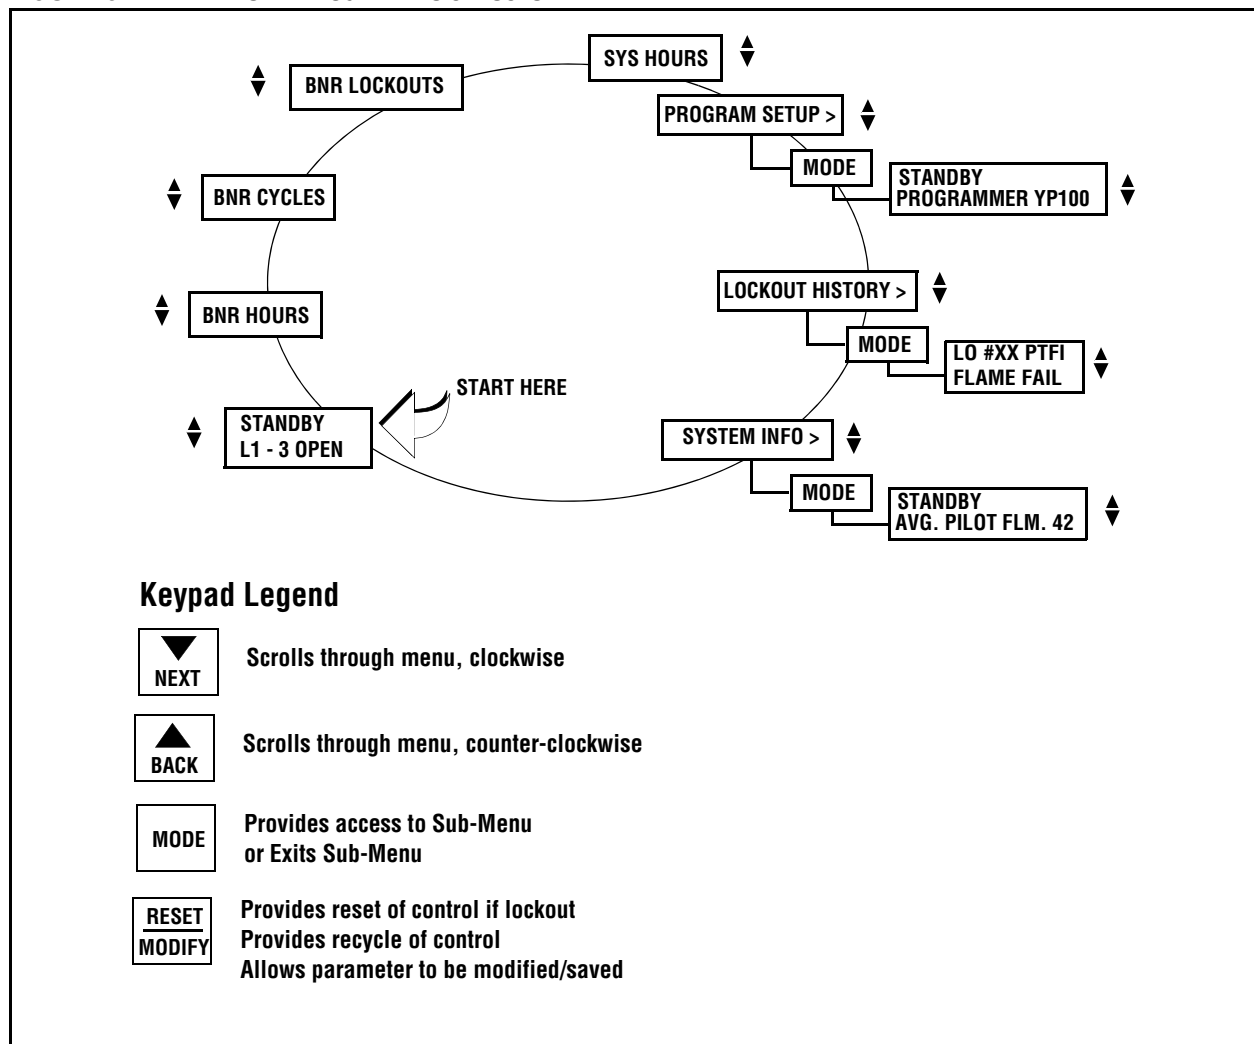 SYS HOURS
BNR LOCKOUTS
PROGRAM SETUP >
MODE
STANDBY
PROGRAMMER YP100
BNR CYCLES
LOCKOUT HISTORY >
BNR HOURS
MODE
LO #XX PTFI
FLAME FAIL
START HERE
STANDBY
L1 - 3 OPEN
SYSTEM INFO >
MODE
STANDBY
AVG. PILOT FLM. 42
Keypad Legend
NEXT
Scrolls through menu, clockwise
BACK
Scrolls through menu, counter-clockwise
MODE
Provides access to Sub-Menu
or Exits Sub-Menu
RESET
MODIFY
Provides reset of control if lockout
Provides recycle of control
Allows parameter to be modified/saved